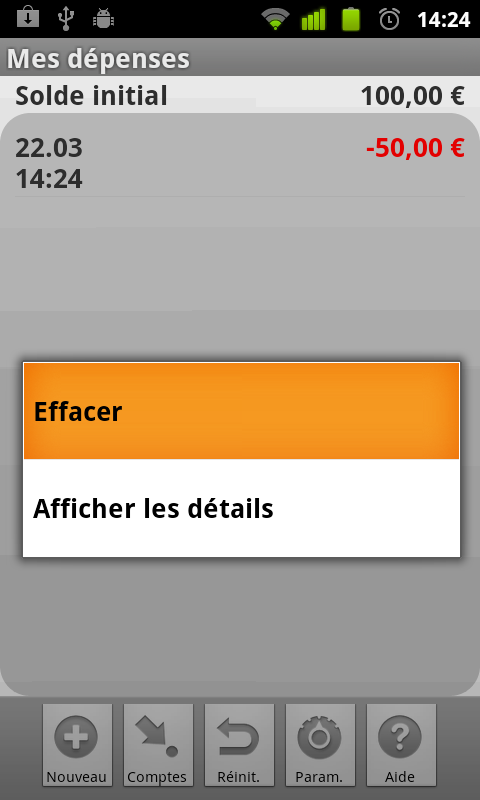 14:24
Mes dépenses
Solde initial 100,00 €
22.03 -50,00 €
14:24
Effacer
Afficher les détails
Nouveau Comptes Réinit. Param. Aide